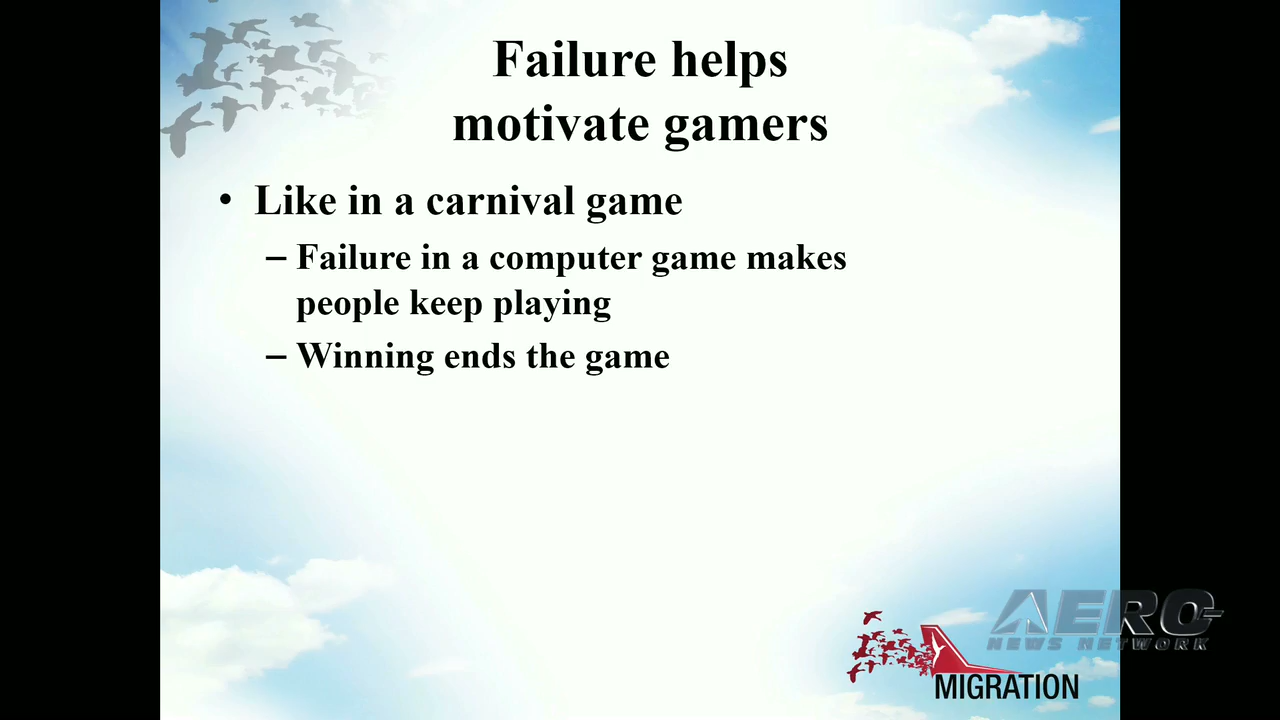 Failure helps
motivate gamers
• Like in a carnival game
– Failure in a computer game makes
people keep playing
– Winning ends the game
AERO
NEWS NETWORK
MIGRATION